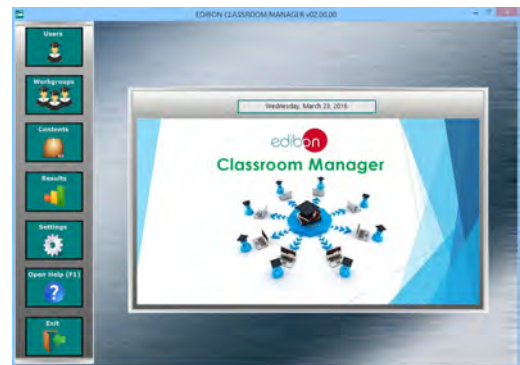 EDIBON CLASSROOM MANAGER v02.00.00
Users
Workgroups
Contents
Results
Settings
Open Help (F1)
Exit
Wednesday, March 23, 2016
edibon
Classroom Manager